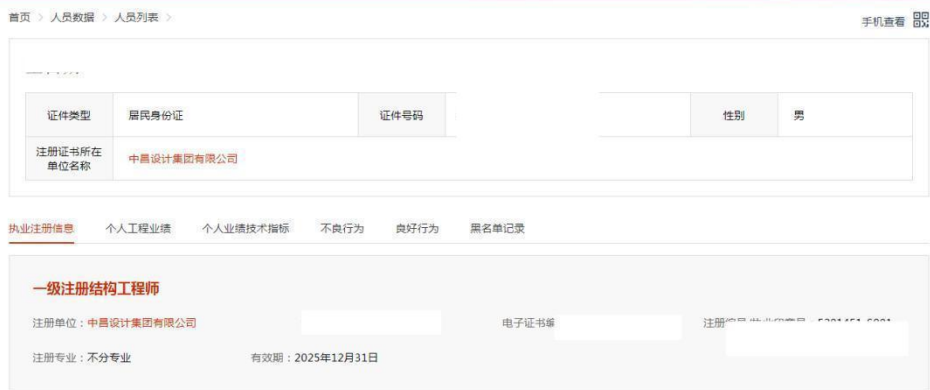 首页 > 人员数据 > 人员列表 >
手机查看
证件类型 居民身份证 证件号码 性别 男
注册证书所在
单位名称
中昌设计集团有限公司
执业注册信息 个人工程业绩 个人业绩技术指标 不良行为 良好行为 黑名单记录
一级注册结构工程师
注册单位：中昌设计集团有限公司 电子证书编 注册
注册专业：不分专业 有效期：2025年12月31日